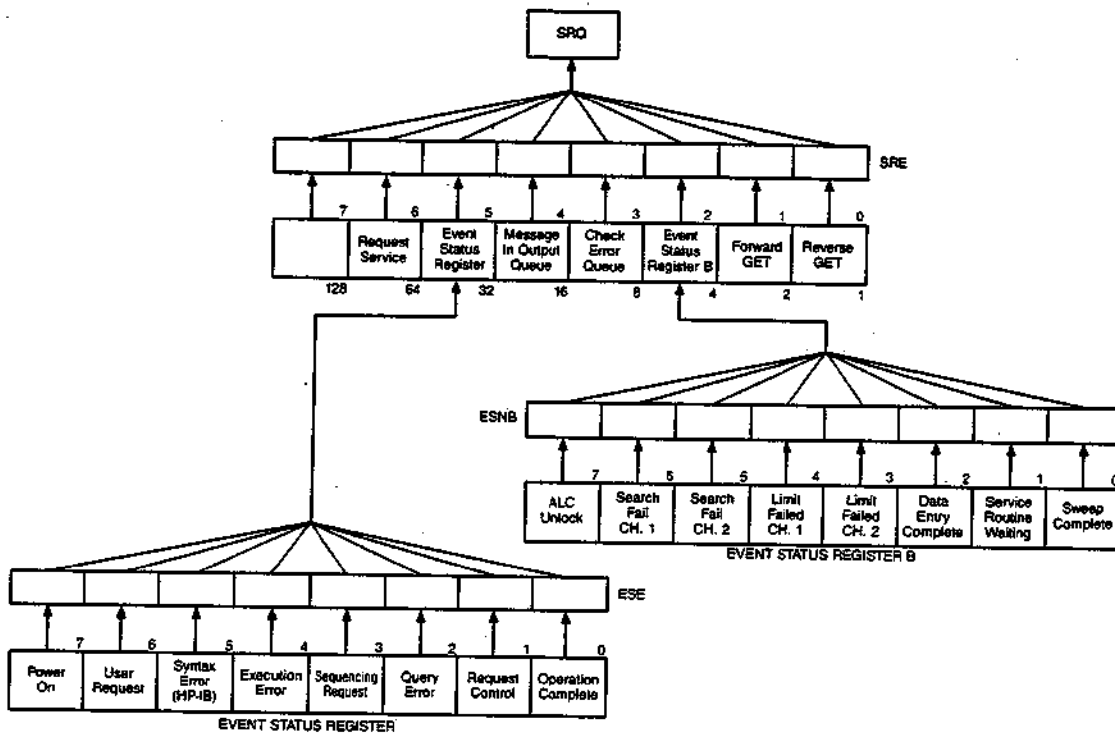 SRQ
SRE
7 6 5 4 3 2 1 0
Request Service
Event Status Register
Message In Output Queue
Check Error Queue
Event Status Register B
Forward GET
Reverse GET
128 64 32 16 8 4 2 1
ESNB
7 6 5 4 3 2 1 0
ALC Unlock
Search Fail CH. 1
Search Fail CH. 2
Limit Failed CH. 1
Limit Failed CH. 2
Data Entry Complete
Service Routine Waiting
Sweep Complete
EVENT STATUS REGISTER B
ESE
7 6 5 4 3 2 1 0
Power On
User Request
Syntax Error (HP-IB)
Execution Error
Sequencing Request
Query Error
Request Control
Operation Complete
EVENT STATUS REGISTER